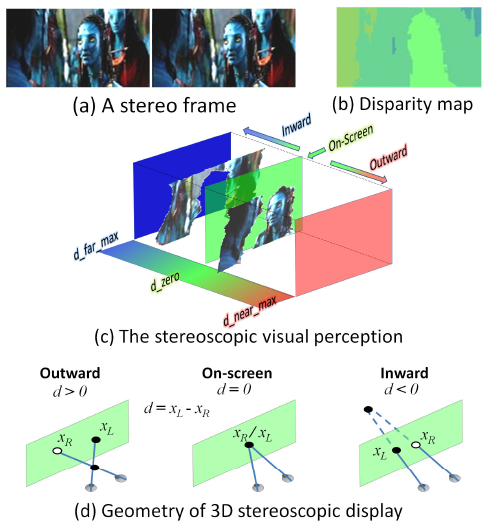 (a) A stereo frame
(b) Disparity map
Inward
On-Screen
Outward
d_far_max
d_zero
d_near_max
(c) The stereoscopic visual perception
Outward On-screen Inward
d > 0 d = 0 d < 0
d = x_L - x_R
x_R x_L
x_R / x_L
x_L x_R
(d) Geometry of 3D stereoscopic display